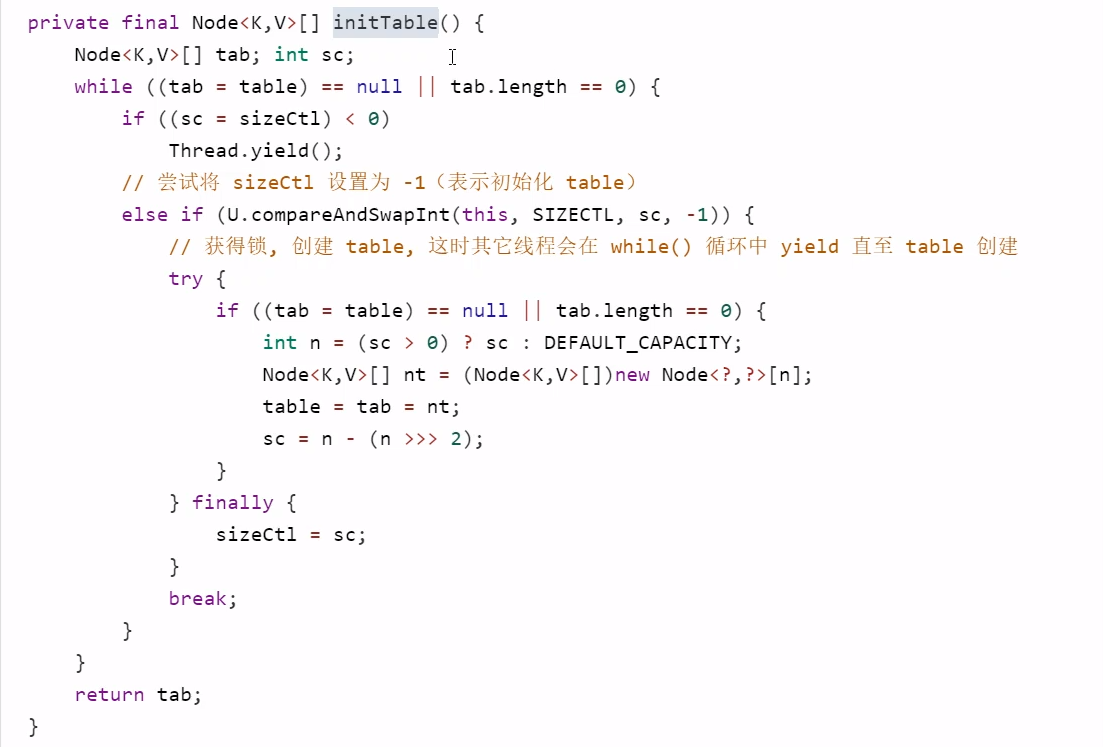 private final Node<K,V>[] initTable() {
    Node<K,V>[] tab; int sc;
    while ((tab = table) == null || tab.length == 0) {
        if ((sc = sizeCtl) < 0)
            Thread.yield();
        // 尝试将 sizeCtl 设置为 -1（表示初始化 table）
        else if (U.compareAndSwapInt(this, SIZECTL, sc, -1)) {
            // 获得锁, 创建 table, 这时其它线程会在 while() 循环中 yield 直至 table 创建
            try {
                if ((tab = table) == null || tab.length == 0) {
                    int n = (sc > 0) ? sc : DEFAULT_CAPACITY;
                    Node<K,V>[] nt = (Node<K,V>[])new Node<?,?>[n];
                    table = tab = nt;
                    sc = n - (n >>> 2);
                }
            } finally {
                sizeCtl = sc;
            }
            break;
        }
    }
    return tab;
}